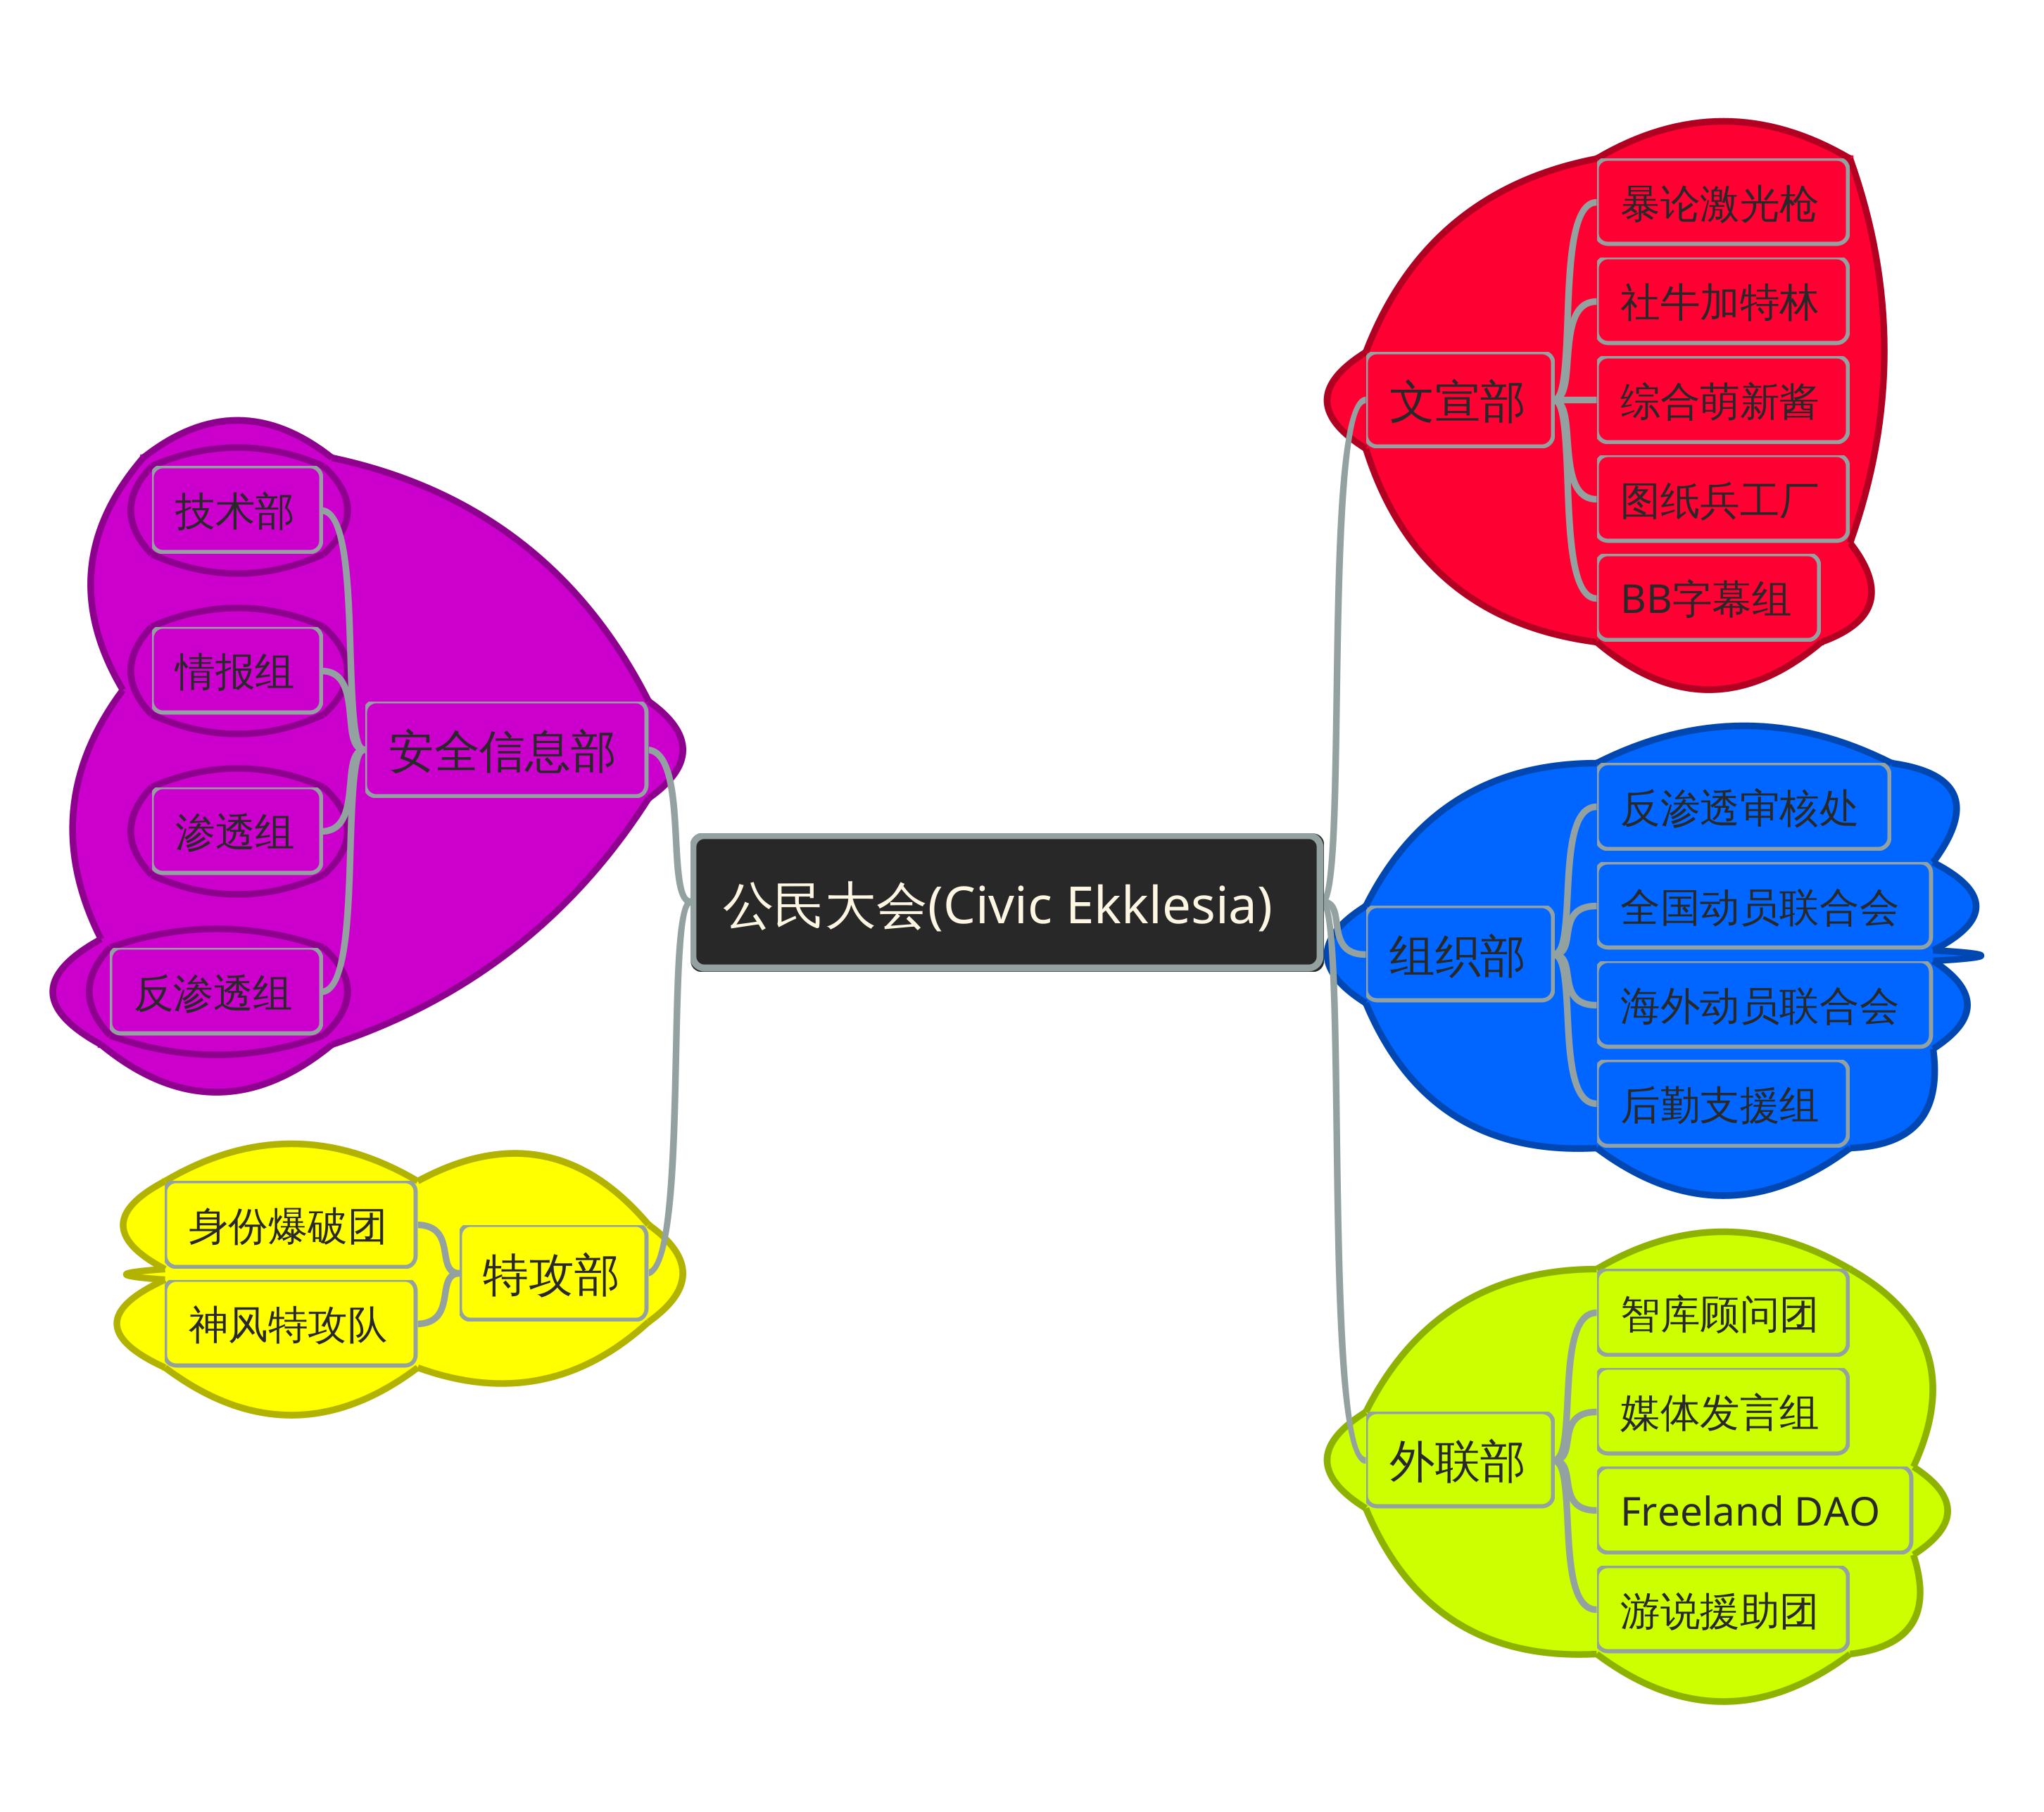 公民大会(Civic Ekklesia)
文宣部
暴论激光枪
社牛加特林
综合萌新酱
图纸兵工厂
BB字幕组
组织部
反渗透审核处
全国动员联合会
海外动员联合会
后勤支援组
外联部
智库顾问团
媒体发言组
Freeland DAO
游说援助团
安全信息部
技术部
情报组
渗透组
反渗透组
特攻部
身份爆破团
神风特攻队